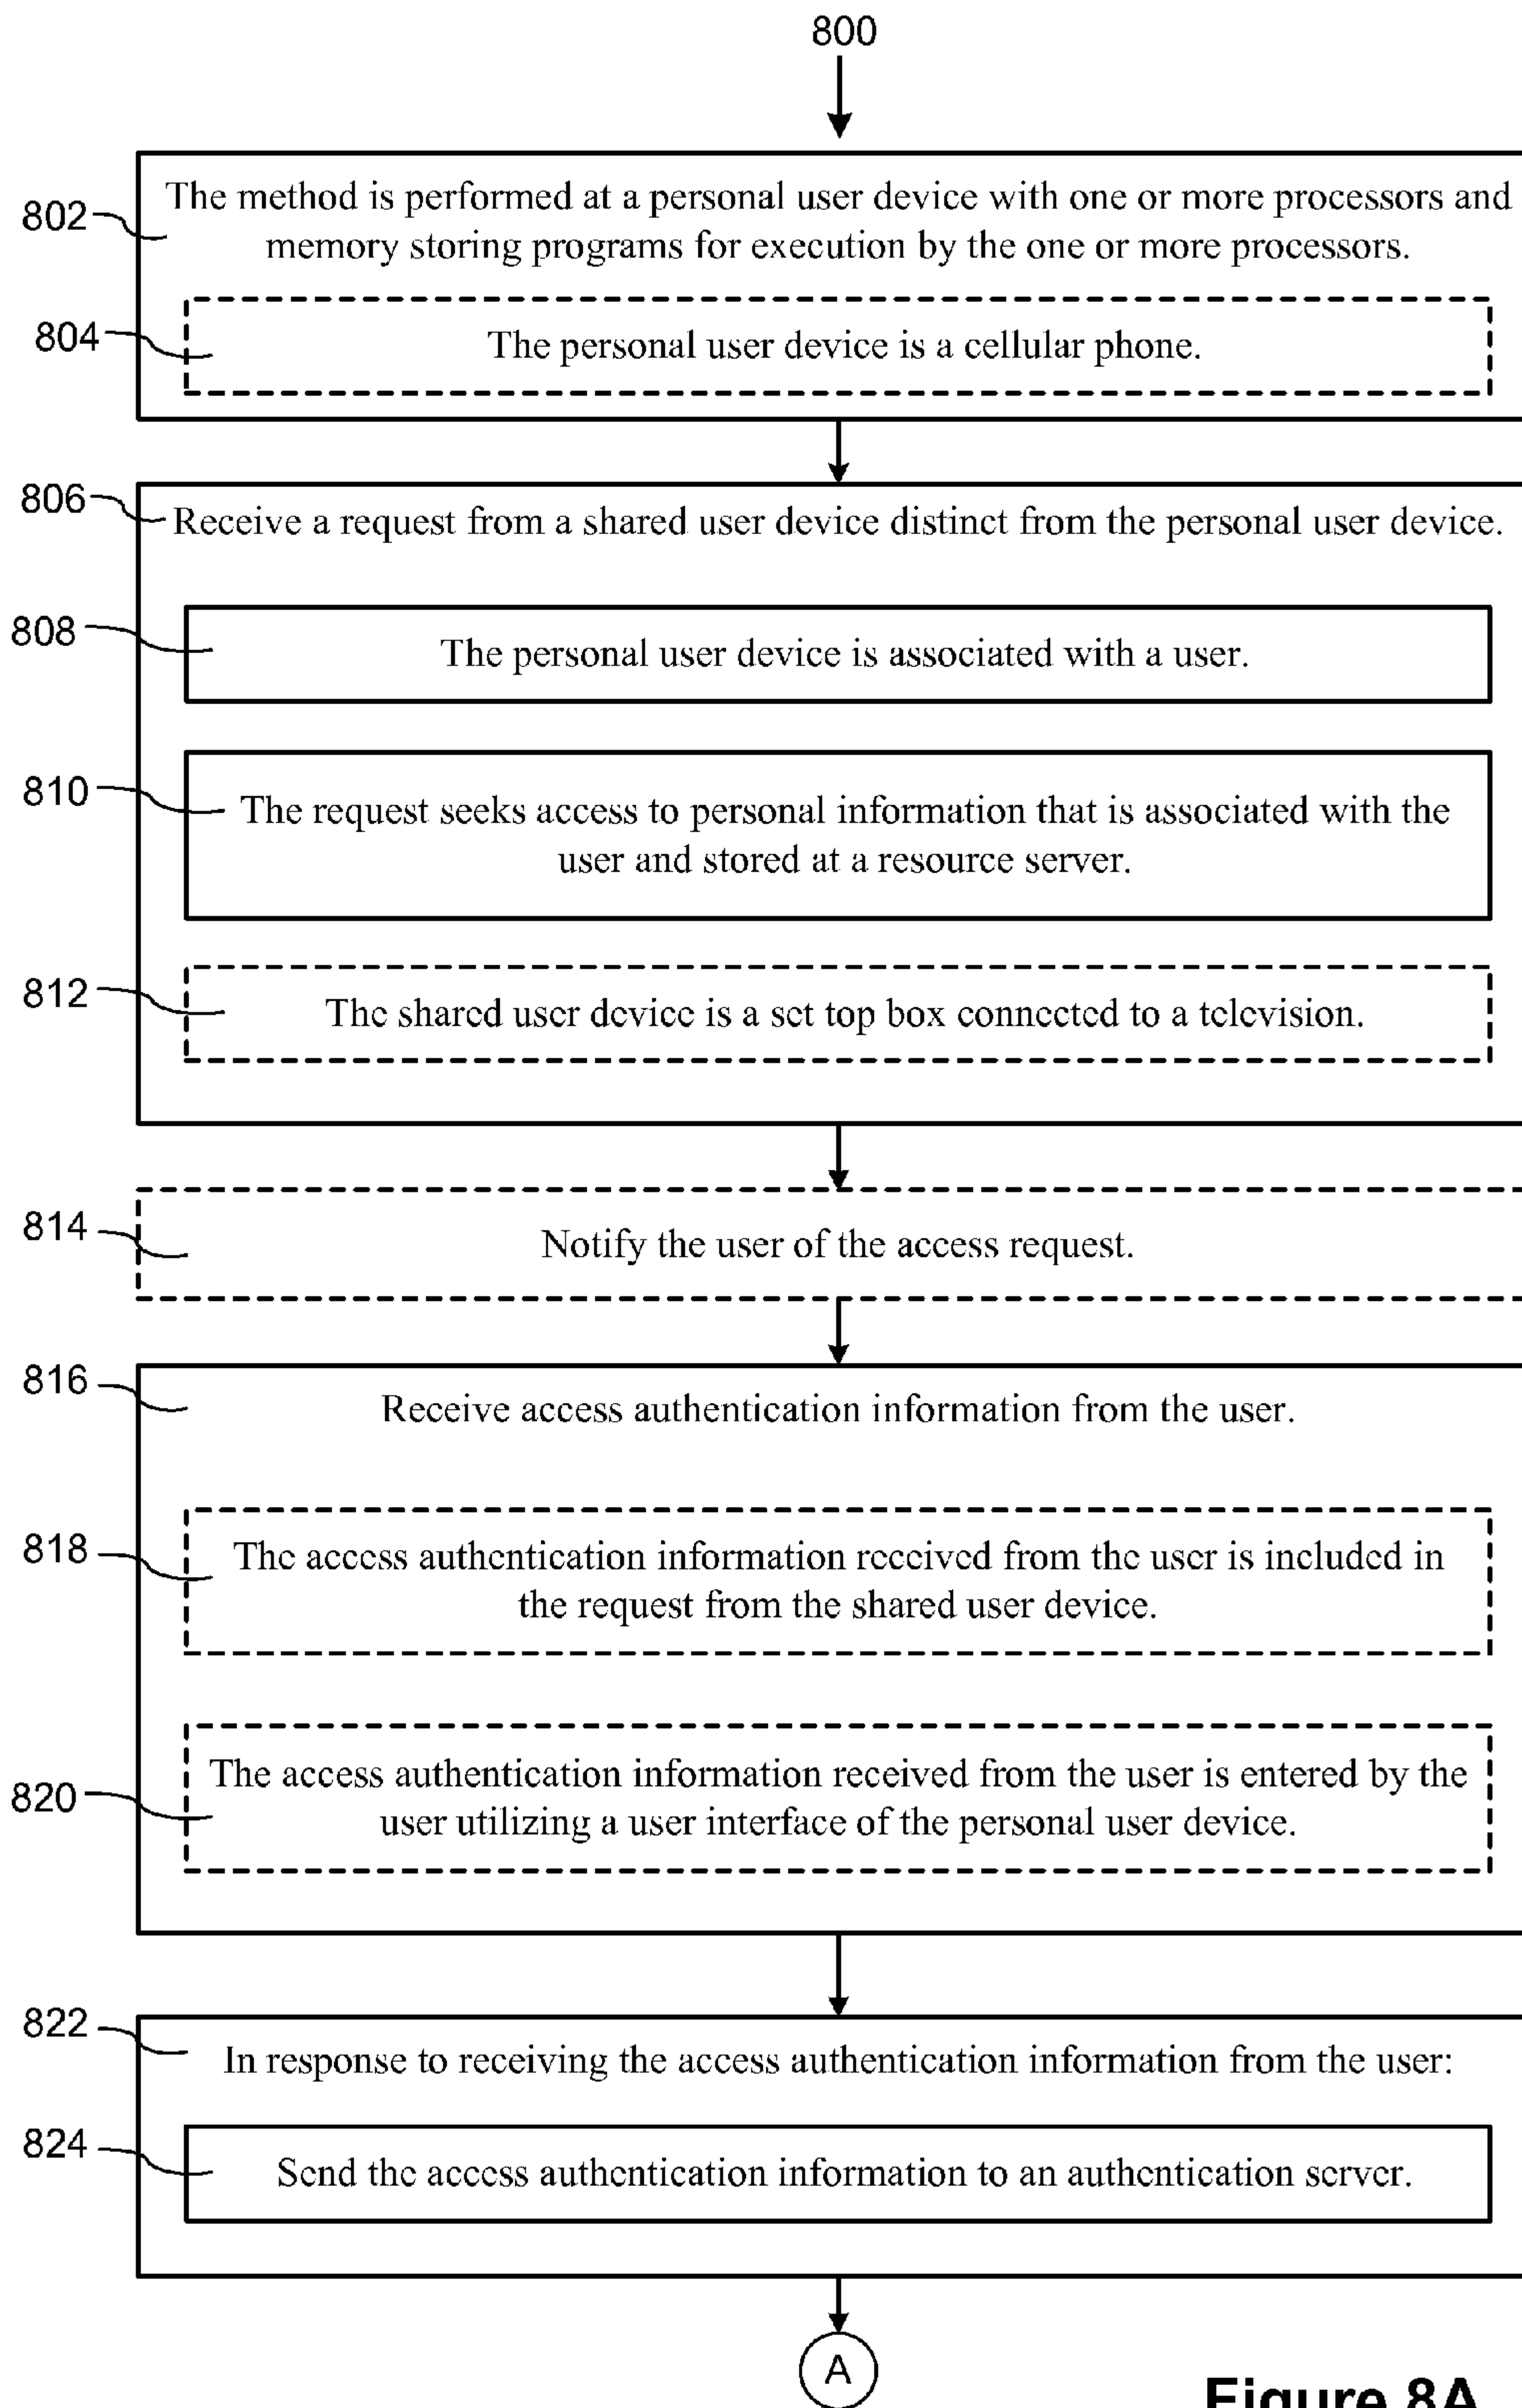 800
802
The method is performed at a personal user device with one or more processors and
memory storing programs for execution by the one or more processors.
804
The personal user device is a cellular phone.
806
Receive a request from a shared user device distinct from the personal user device.
808
The personal user device is associated with a user.
810
The request seeks access to personal information that is associated with the
user and stored at a resource server.
812
The shared user device is a set top box connected to a television.
814
Notify the user of the access request.
816
Receive access authentication information from the user.
818
The access authentication information received from the user is included in
the request from the shared user device.
820
The access authentication information received from the user is entered by the
user utilizing a user interface of the personal user device.
822
In response to receiving the access authentication information from the user:
824
Send the access authentication information to an authentication server.
A
Figure 8A